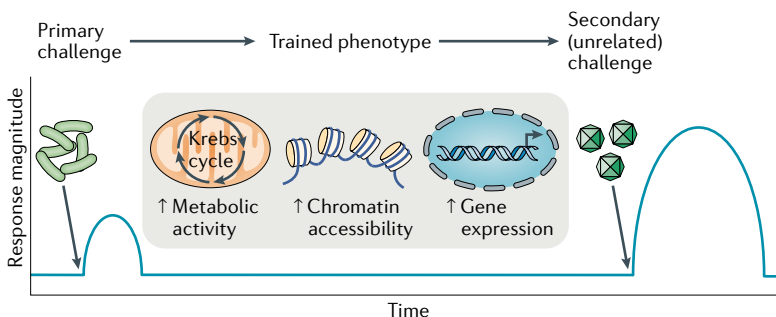 Primary
challenge
Trained phenotype
Secondary
(unrelated)
challenge
Response magnitude
Krebs
cycle
↑ Metabolic
activity
↑ Chromatin
accessibility
↑ Gene
expression
Time